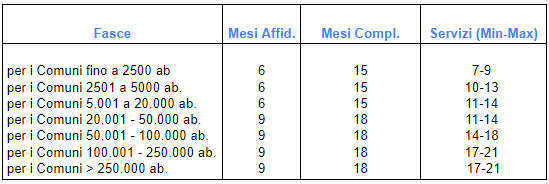 Fasce Mesi Affid. Mesi Compl. Servizi (Min-Max)
per i Comuni fino a 2500 ab 6 15 7-9
per i Comuni 2501 a 5000 ab. 6 15 10-13
per i Comuni 5.001 a 20.000 ab. 6 15 11-14
per i Comuni 20.001 - 50.000 ab. 9 18 11-14
per i Comuni 50.001 - 100.000 ab. 9 18 14-18
per i Comuni 100.001 - 250.000 ab. 9 18 17-21
per i Comuni > 250.000 ab. 9 18 17-21